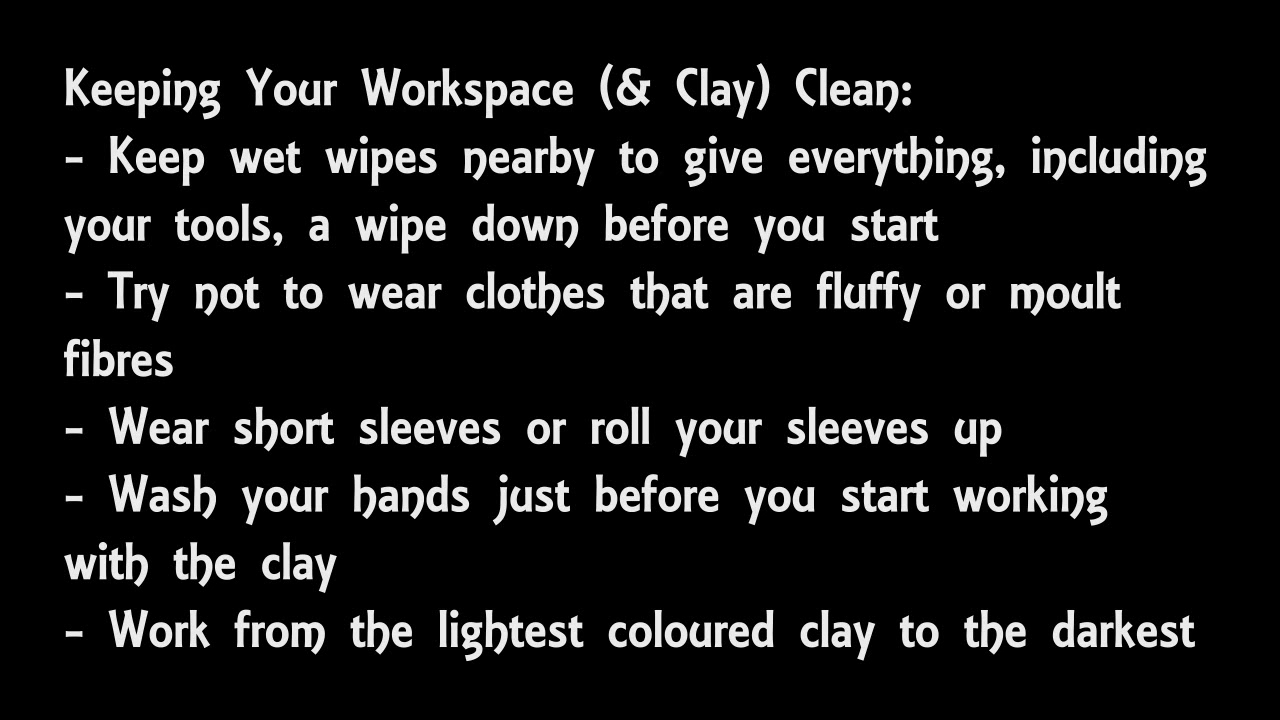 Keeping Your Workspace (& Clay) Clean:
- Keep wet wipes nearby to give everything, including
your tools, a wipe down before you start
- Try not to wear clothes that are fluffy or moult
fibres
- Wear short sleeves or roll your sleeves up
- Wash your hands just before you start working
with the clay
- Work from the lightest coloured clay to the darkest